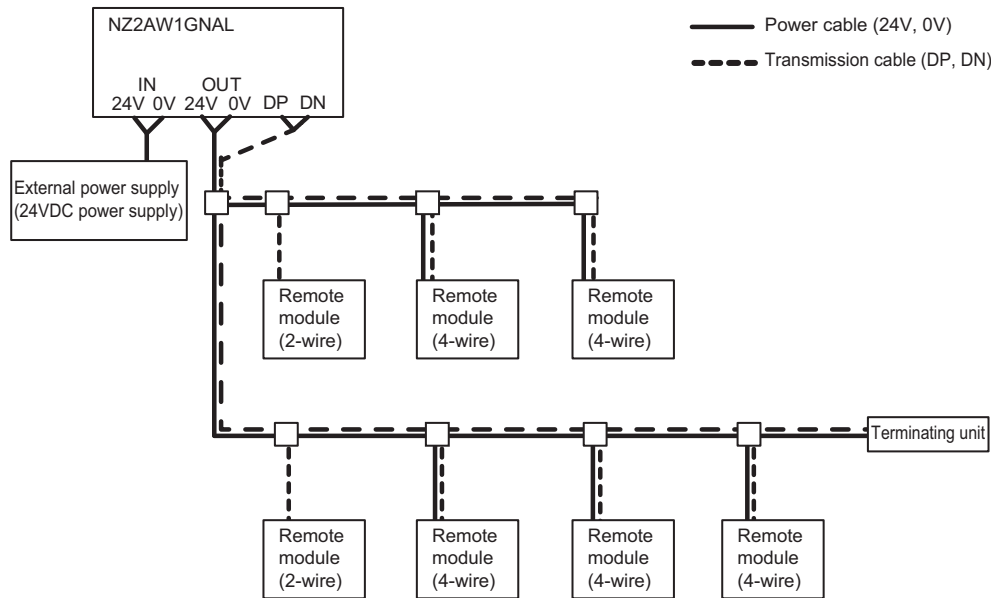 NZ2AW1GNAL
Power cable (24V, 0V)
Transmission cable (DP, DN)
IN OUT
24V 0V 24V 0V DP DN
External power supply
(24VDC power supply)
Remote
module
(2-wire)
Remote
module
(4-wire)
Remote
module
(4-wire)
Terminating unit
Remote
module
(2-wire)
Remote
module
(4-wire)
Remote
module
(4-wire)
Remote
module
(4-wire)